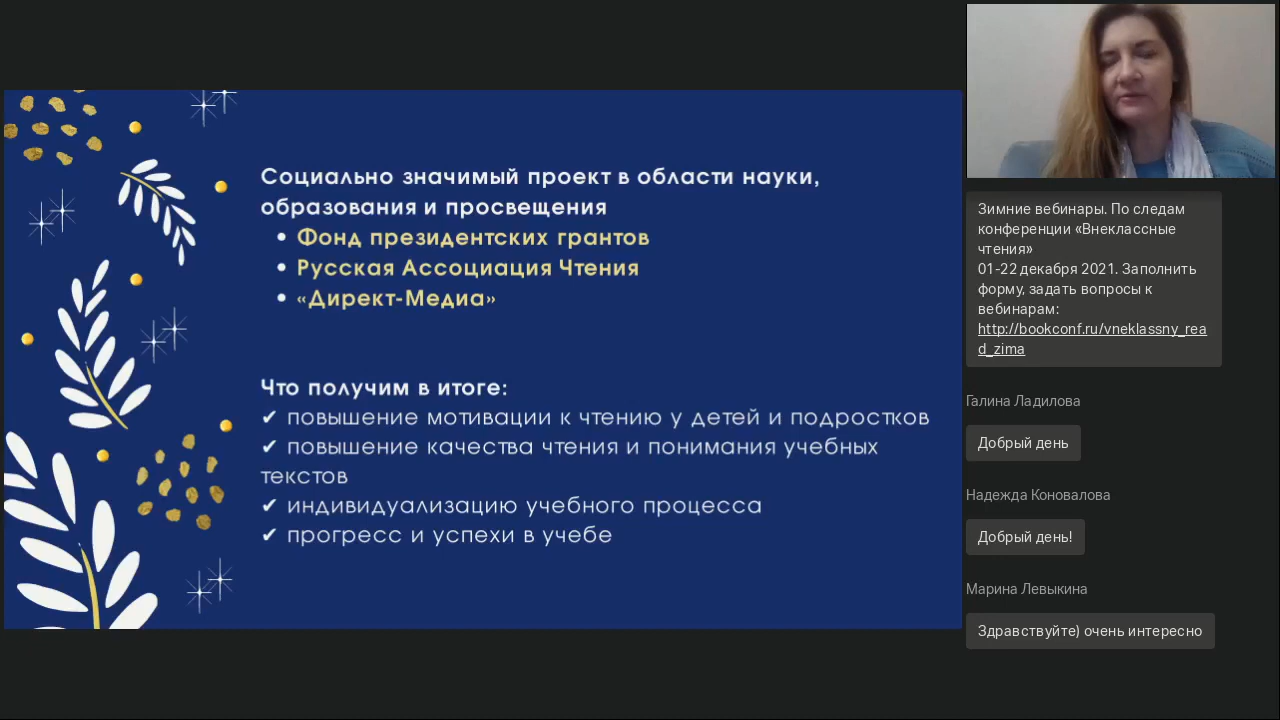 Социально значимый проект в области науки,
образования и просвещения
• Фонд президентских грантов
• Русская Ассоциация Чтения
• «Директ-Медиа»
Что получим в итоге:
✔ повышение мотивации к чтению у детей и подростков
✔ повышение качества чтения и понимания учебных
текстов
✔ индивидуализацию учебного процесса
✔ прогресс и успехи в учебе
Зимние вебинары. По следам
конференции «Внеклассные
чтения»
01-22 декабря 2021. Заполнить
форму, задать вопросы к
вебинарам:
http://bookconf.ru/vneklassny_rea
d_zima
Галина Ладилова
Добрый день
Надежда Коновалова
Добрый день!
Марина Левыкина
Здравствуйте) очень интересно